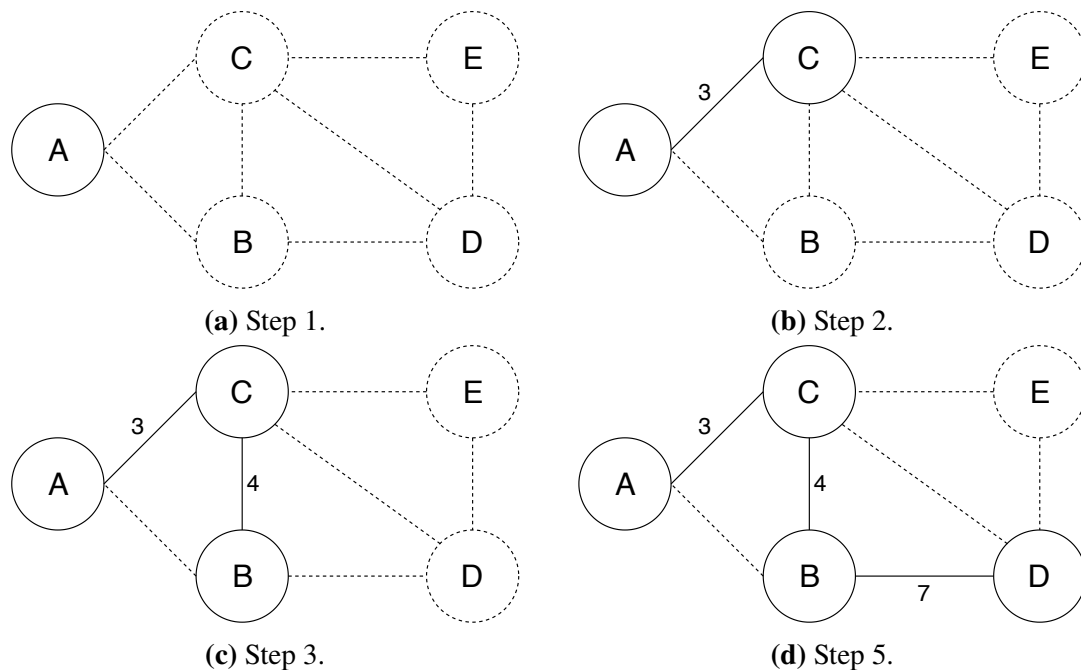 C E
3 C E
A
A
B D
B D
(a) Step 1.
(b) Step 2.
C E
3
A
4
B D
C E
3
A
4
B D
7
(c) Step 3.
(d) Step 5.